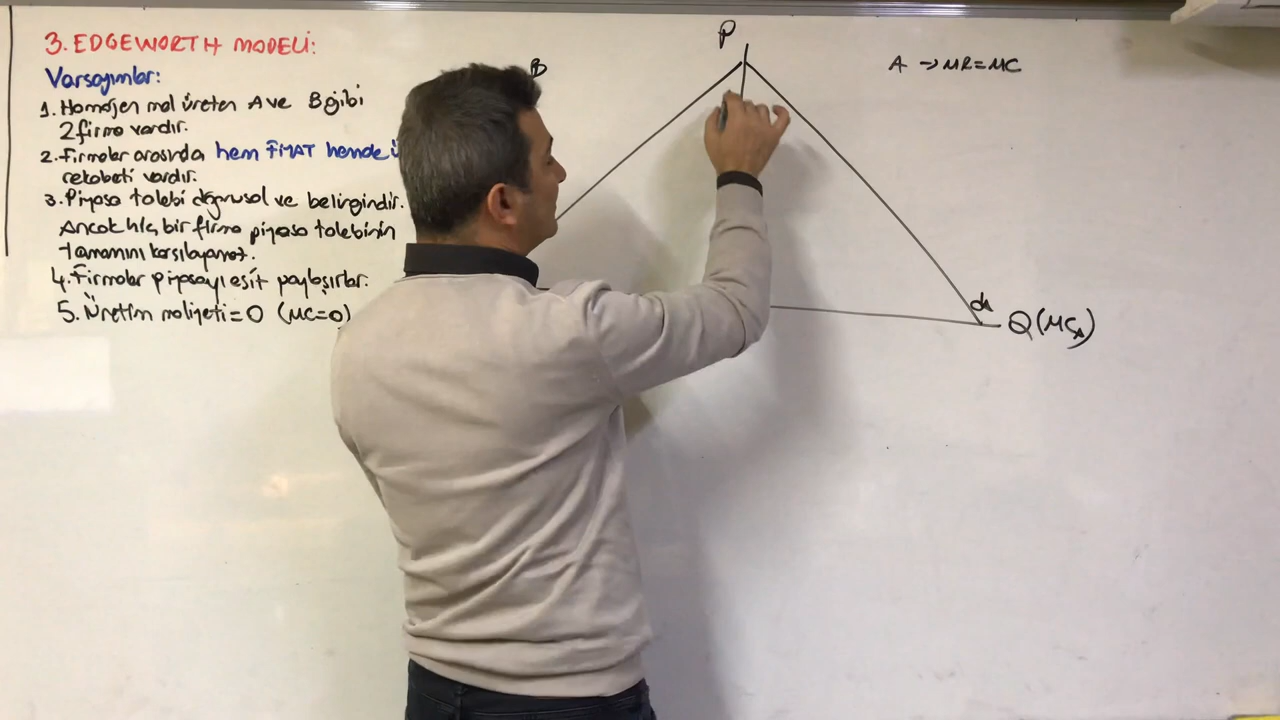 3. EDGEWORTH MODELİ:
Varsayımlar:
1. Homojen mal üreten A ve B gibi
2 firma vardır.
2. Firmalar arasında hem FİYAT hemde
rekabeti vardır.
3. Piyasa talebi doğrusal ve belirgindir.
Ancak hiç bir firma piyasa talebinin
tamamını karşılayamaz.
4. Firmalar piyasayı eşit paylaşırlar.
5. Üretim maliyeti = 0 (MC=0)
B
P
A → MR = MC
dA
Q (MCA)